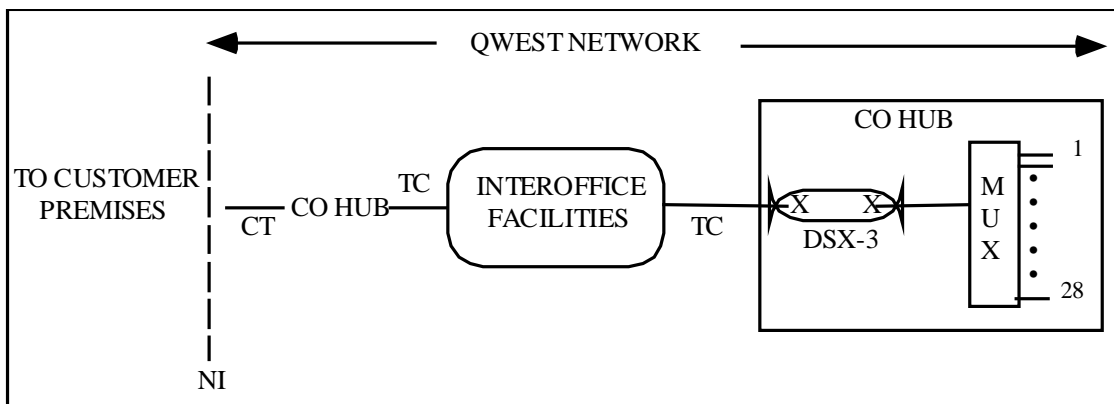 QWEST NETWORK
CO HUB
TO CUSTOMER
PREMISES
CT
CO HUB
TC
INTEROFFICE
FACILITIES
TC
X
X
DSX-3
M
U
X
1
28
NI